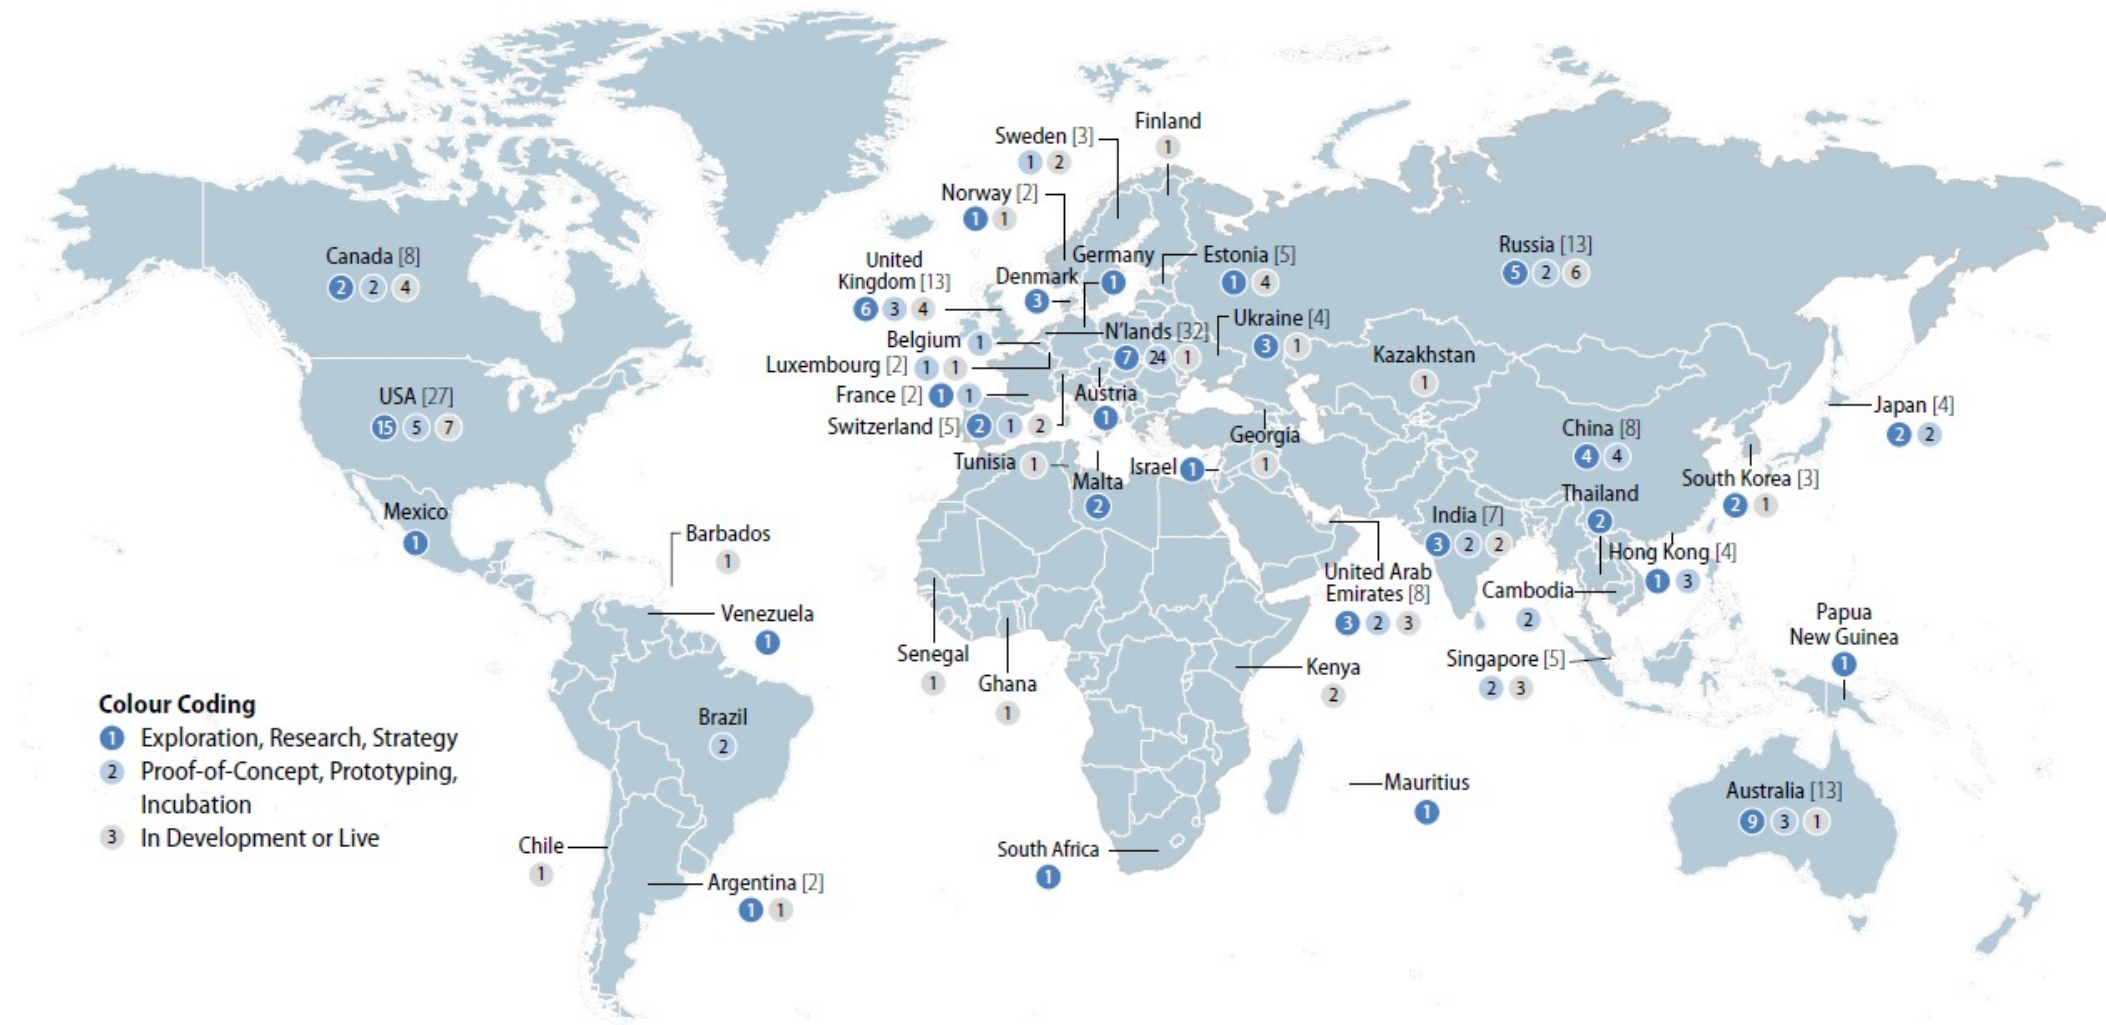 Finland
1
Sweden [3]
1 2
Norway [2]
1 1
Germany
1
Estonia [5]
1 4
Russia [13]
5 2 6
Canada [8]
2 2 4
United
Kingdom [13]
6 3 4
Denmark
3
Ukraine [4]
3 1
N'lands [32]
7 24 1
Belgium 1
Luxembourg [2] 1 1
Kazakhstan
1
France [2] 1 1
Austria
1
USA [27]
15 5 7
Switzerland [5] 2 1 2
Georgia
1
China [8]
4 4
Japan [4]
2 2
Tunisia 1
Malta
2
Israel 1
South Korea [3]
2 1
Thailand
2
Mexico
1
India [7]
3 2 2
Barbados
1
Hong Kong [4]
1 3
United Arab
Emirates [8]
3 2 3
Cambodia
2
Venezuela
1
Papua
New Guinea
1
Senegal
1
Ghana
1
Kenya
2
Singapore [5]
2 3
Colour Coding
1 Exploration, Research, Strategy
2 Proof-of-Concept, Prototyping,
Incubation
3 In Development or Live
Brazil
2
Mauritius
1
Australia [13]
9 3 1
Chile
1
South Africa
1
Argentina [2]
1 1